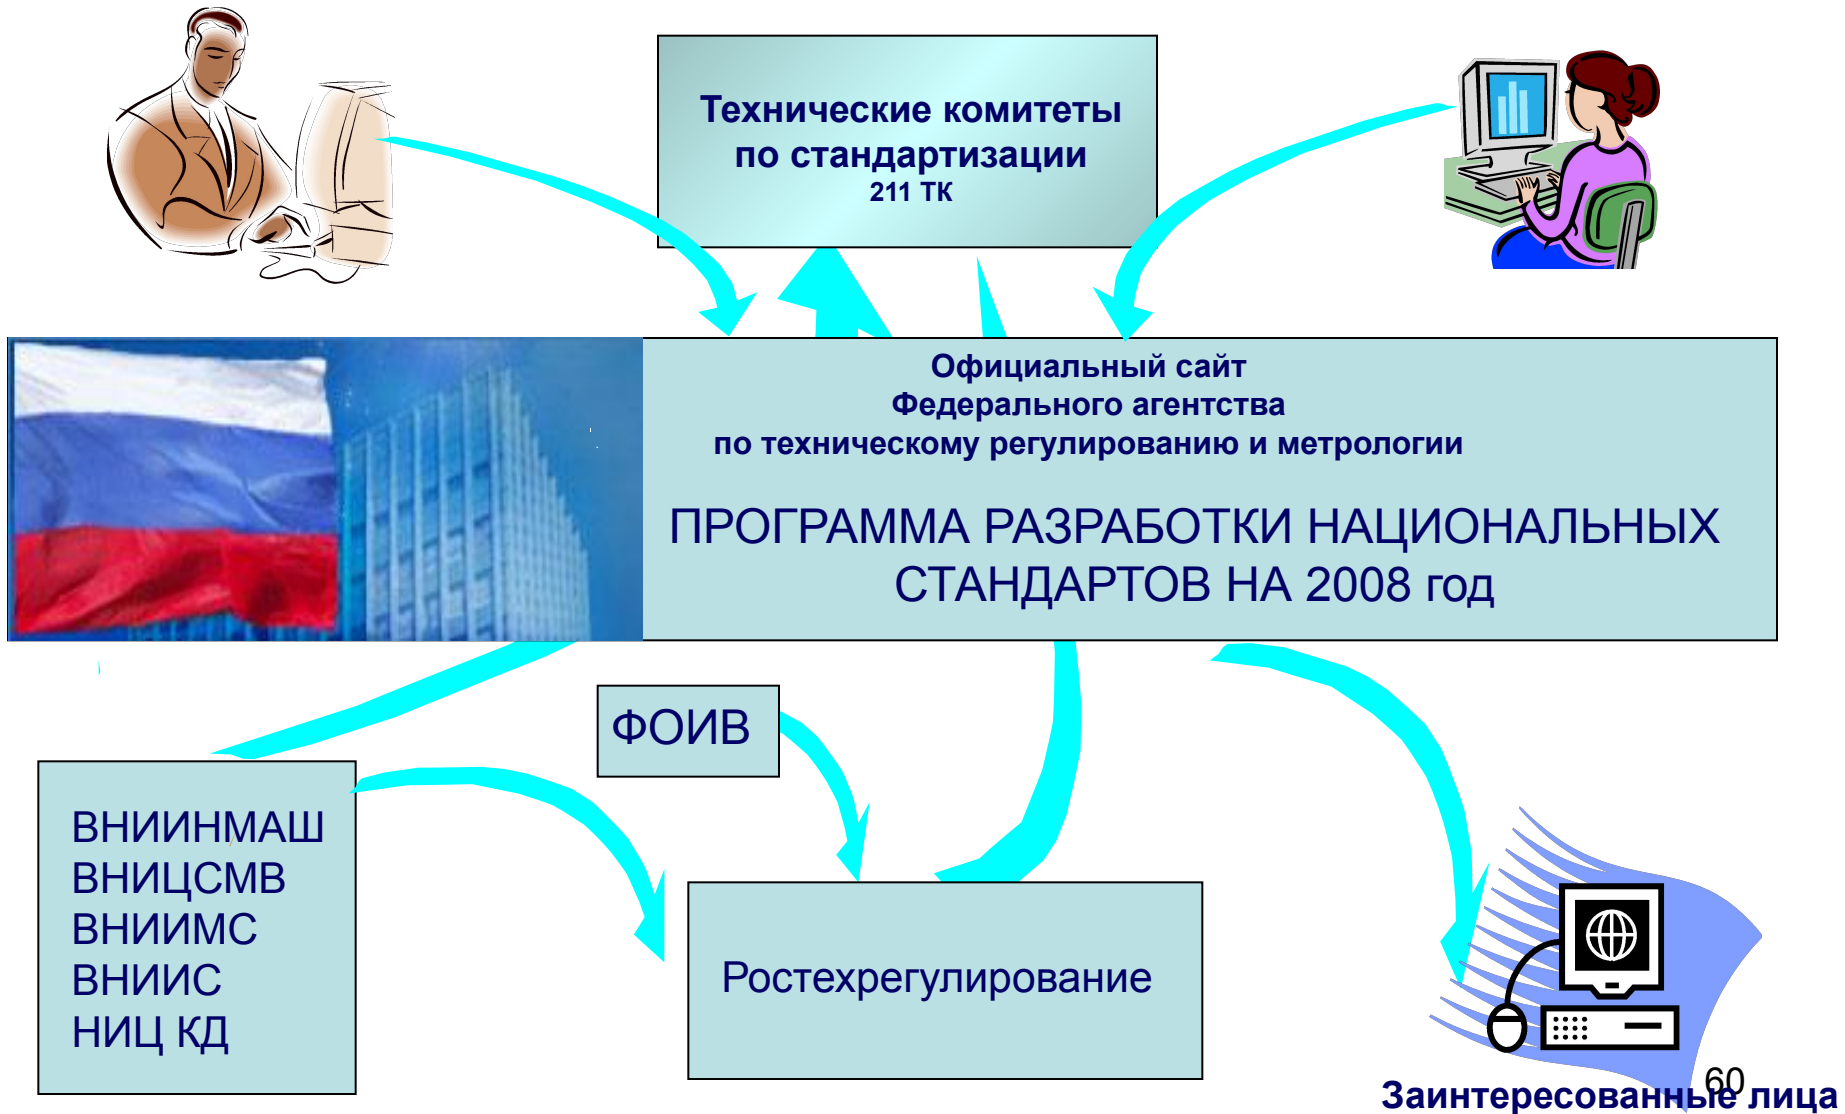 Технические комитеты
по стандартизации
211 ТК
Официальный сайт
Федерального агентства
по техническому регулированию и метрологии
ПРОГРАММА РАЗРАБОТКИ НАЦИОНАЛЬНЫХ
СТАНДАРТОВ НА 2008 год
ФОИВ
ВНИИНМАШ
ВНИЦСМВ
ВНИИМС
ВНИИС
НИЦ КД
Ростехрегулирование
Заинтересованные лица
60